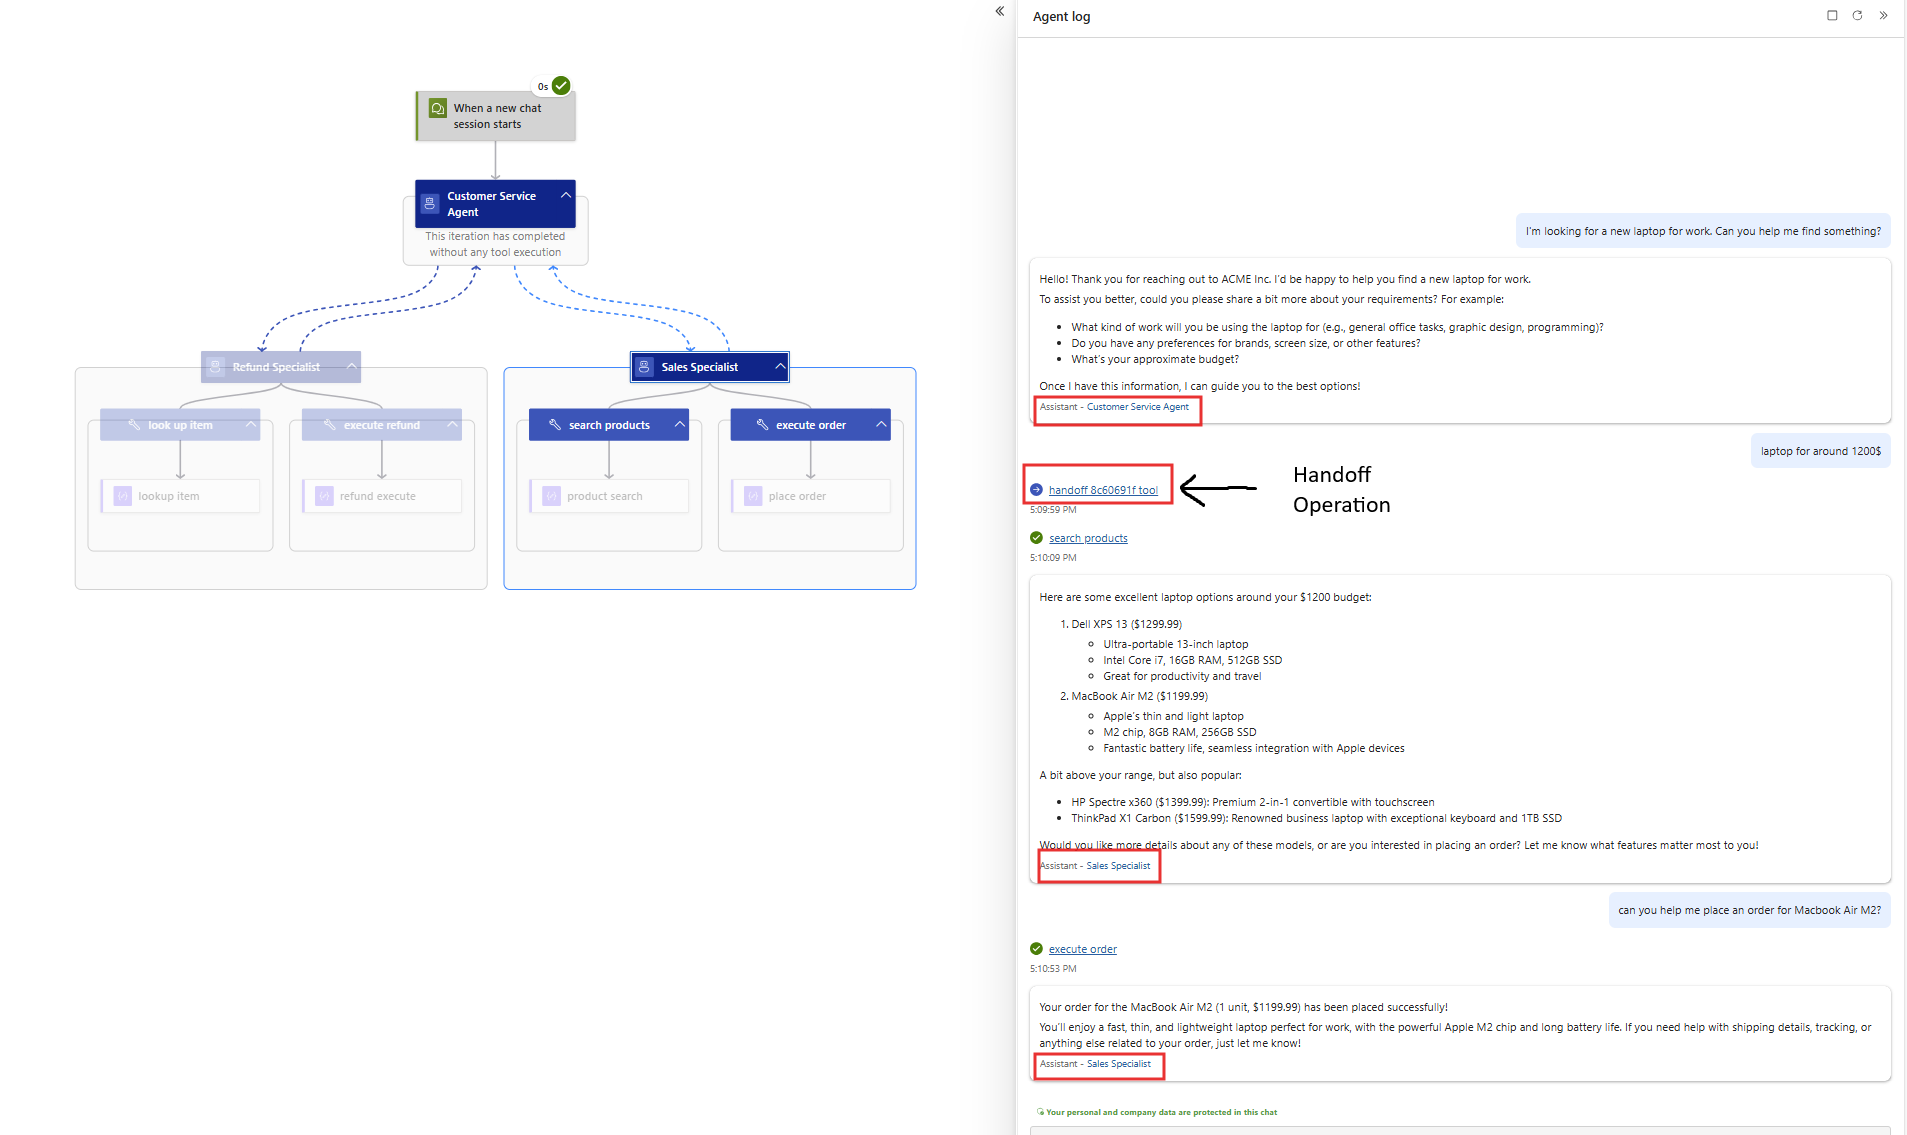 0s
When a new chat
session starts
Customer Service
Agent
This iteration has completed
without any tool execution
Refund Specialist
look up item
execute refund
lookup item
refund execute
Sales Specialist
search products
execute order
product search
place order
Agent log
I'm looking for a new laptop for work. Can you help me find something?
Hello! Thank you for reaching out to ACME Inc. I'd be happy to help you find a new laptop for work.
To assist you better, could you please share a bit more about your requirements? For example:
What kind of work will you be using the laptop for (e.g., general office tasks, graphic design, programming)?
Do you have any preferences for brands, screen size, or other features?
What's your approximate budget?
Once I have this information, I can guide you to the best options!
Assistant - Customer Service Agent
laptop for around 1200$
handoff 8c60691f tool
5:09:59 PM
Handoff
Operation
search products
5:10:09 PM
Here are some excellent laptop options around your $1200 budget:
1. Dell XPS 13 ($1299.99)
Ultra-portable 13-inch laptop
Intel Core i7, 16GB RAM, 512GB SSD
Great for productivity and travel
2. MacBook Air M2 ($1199.99)
Apple's thin and light laptop
M2 chip, 8GB RAM, 256GB SSD
Fantastic battery life, seamless integration with Apple devices
A bit above your range, but also popular:
HP Spectre x360 ($1399.99): Premium 2-in-1 convertible with touchscreen
ThinkPad X1 Carbon ($1599.99): Renowned business laptop with exceptional keyboard and 1TB SSD
Would you like more details about any of these models, or are you interested in placing an order? Let me know what features matter most to you!
Assistant - Sales Specialist
can you help me place an order for Macbook Air M2?
execute order
5:10:53 PM
Your order for the MacBook Air M2 (1 unit, $1199.99) has been placed successfully!
You'll enjoy a fast, thin, and lightweight laptop perfect for work, with the powerful Apple M2 chip and long battery life. If you need help with shipping details, tracking, or
anything else related to your order, just let me know!
Assistant - Sales Specialist
Your personal and company data are protected in this chat